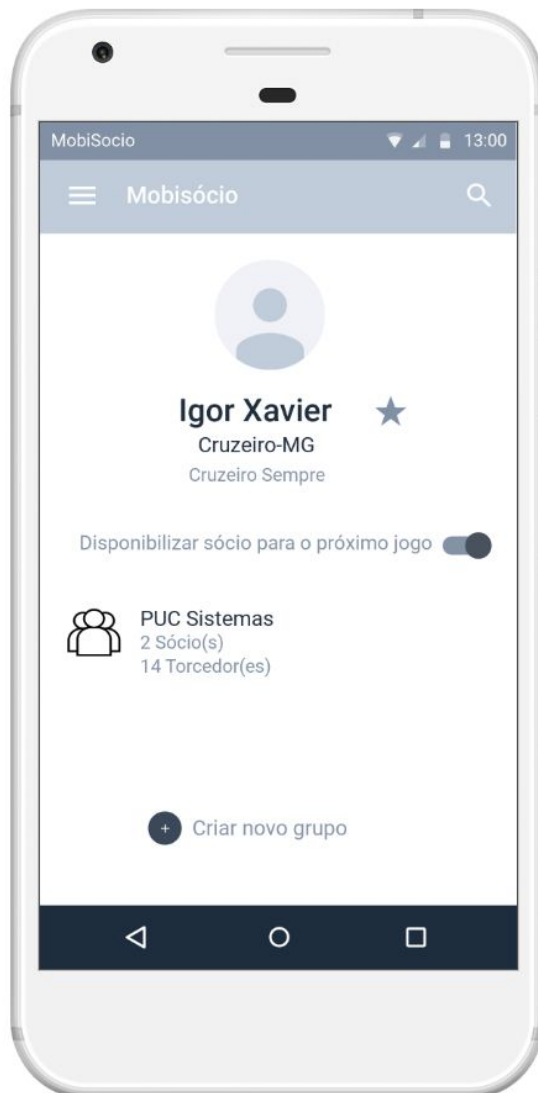 MobiSocio 13:00
Mobisócio
Igor Xavier
Cruzeiro-MG
Cruzeiro Sempre
Disponibilizar sócio para o próximo jogo
PUC Sistemas
2 Sócio(s)
14 Torcedor(es)
+ Criar novo grupo